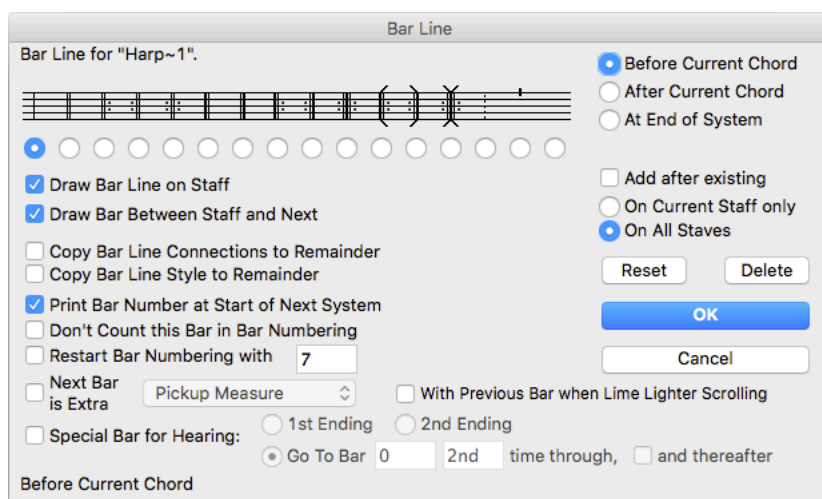 Bar Line
Bar Line for "Harp~1".
Before Current Chord
After Current Chord
At End of System
Draw Bar Line on Staff
Draw Bar Between Staff and Next
Add after existing
On Current Staff only
On All Staves
Copy Bar Line Connections to Remainder
Copy Bar Line Style to Remainder
Reset Delete
Print Bar Number at Start of Next System
OK
Don't Count this Bar in Bar Numbering
Restart Bar Numbering with 7
Cancel
Next Bar
is Extra Pickup Measure With Previous Bar when Lime Lighter Scrolling
Special Bar for Hearing: 1st Ending 2nd Ending
Go To Bar 0 2nd time through, and thereafter
Before Current Chord